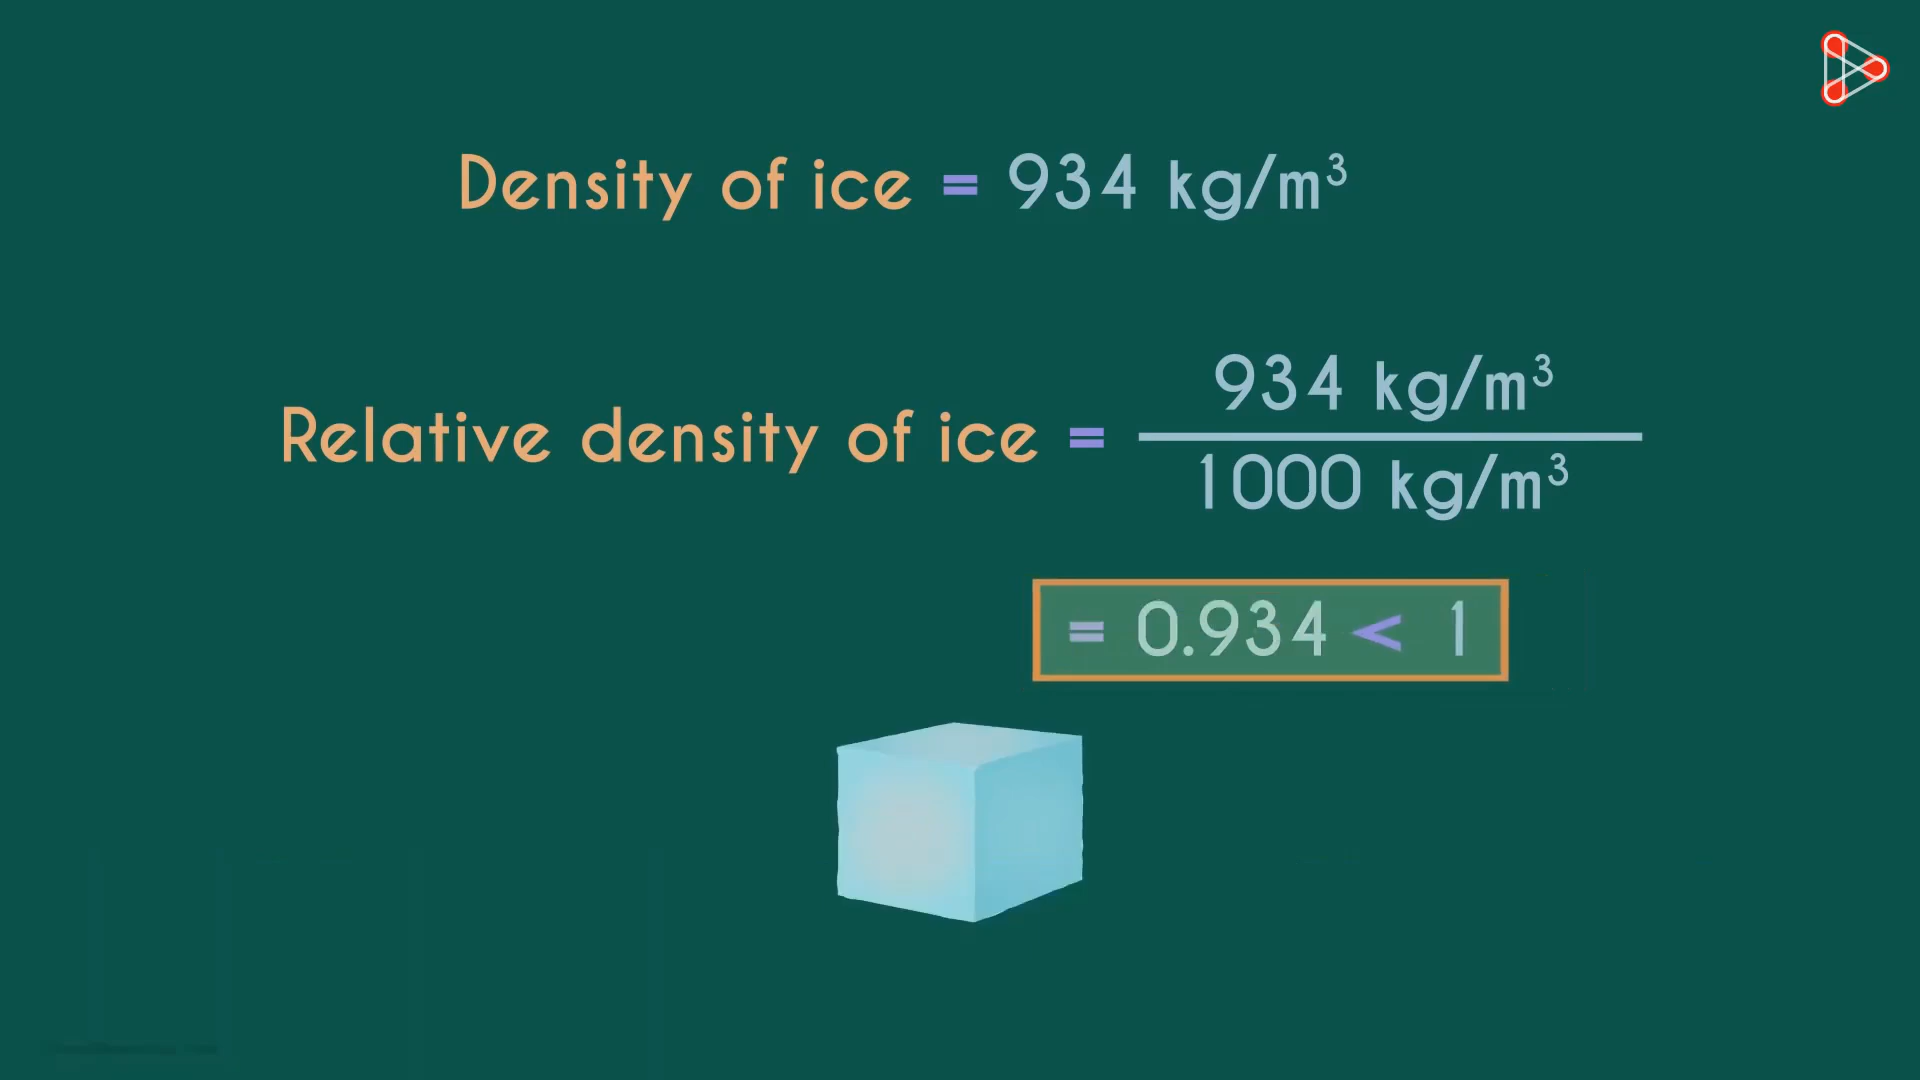 Density of ice = 934 kg/m³
934 kg/m³
Relative density of ice =
1000 kg/m³
= 0.934 < 1